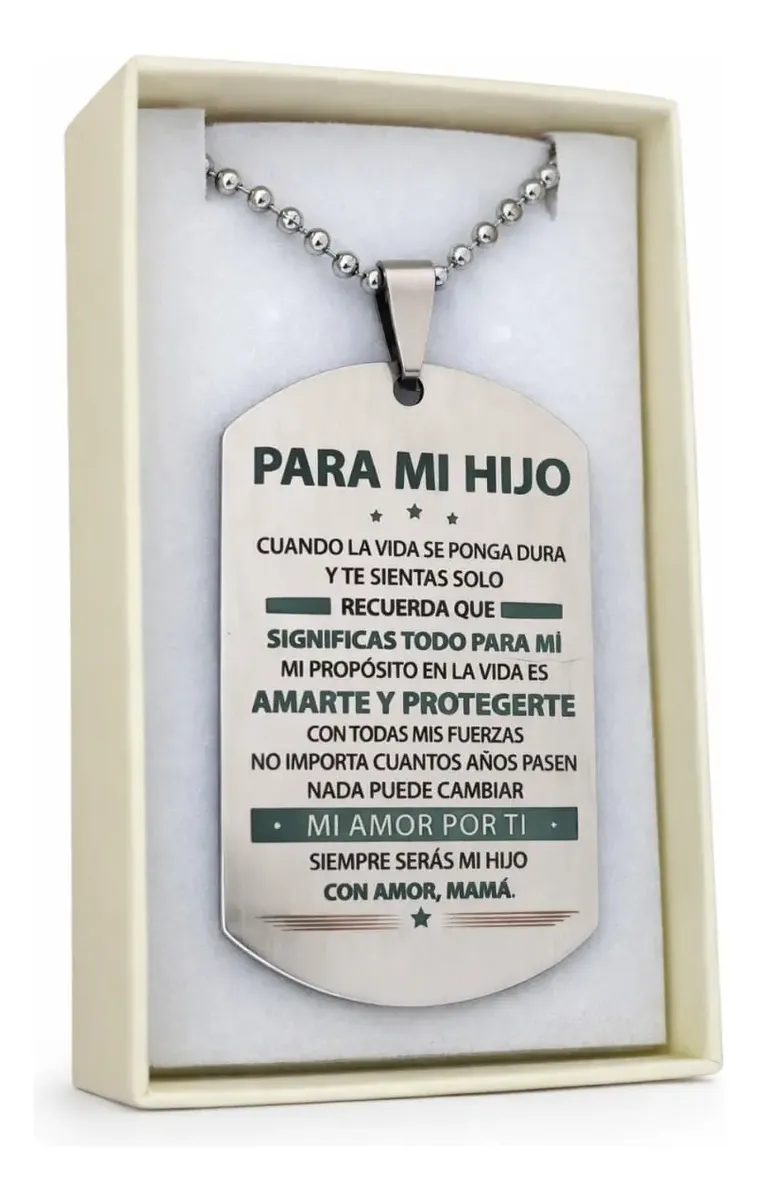 PARA MI HIJO
CUANDO LA VIDA SE PONGA DURA
Y TE SIENTAS SOLO
RECUERDA QUE
SIGNIFICAS TODO PARA MÍ
MI PROPÓSITO EN LA VIDA ES
AMARTE Y PROTEGERTE
CON TODAS MIS FUERZAS
NO IMPORTA CUANTOS AÑOS PASEN
NADA PUEDE CAMBIAR
MI AMOR POR TI
SIEMPRE SERÁS MI HIJO
CON AMOR, MAMÁ.